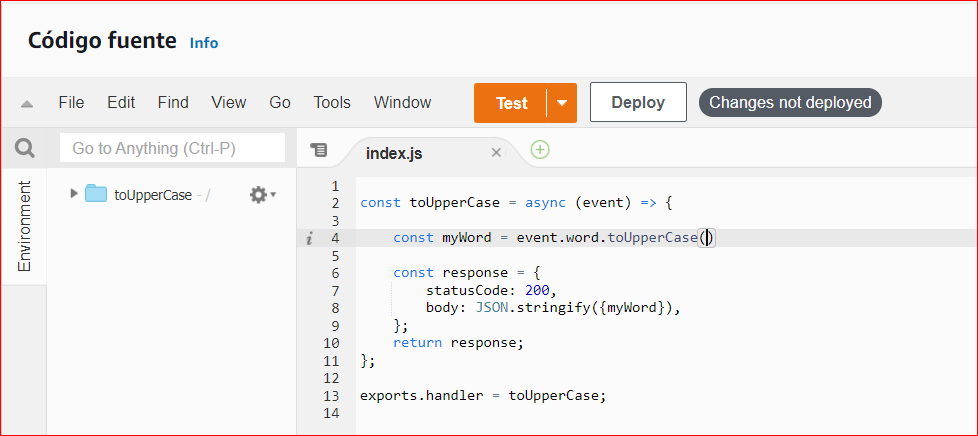 Código fuente Info
File Edit Find View Go Tools Window Test Deploy Changes not deployed
Go to Anything (Ctrl-P)
index.js
Environment
toUpperCase - /
1
2 const toUpperCase = async (event) => {
3
4 const myWord = event.word.toUpperCase()
5
6 const response = {
7 statusCode: 200,
8 body: JSON.stringify({myWord}),
9 };
10 return response;
11 };
12
13 exports.handler = toUpperCase;
14